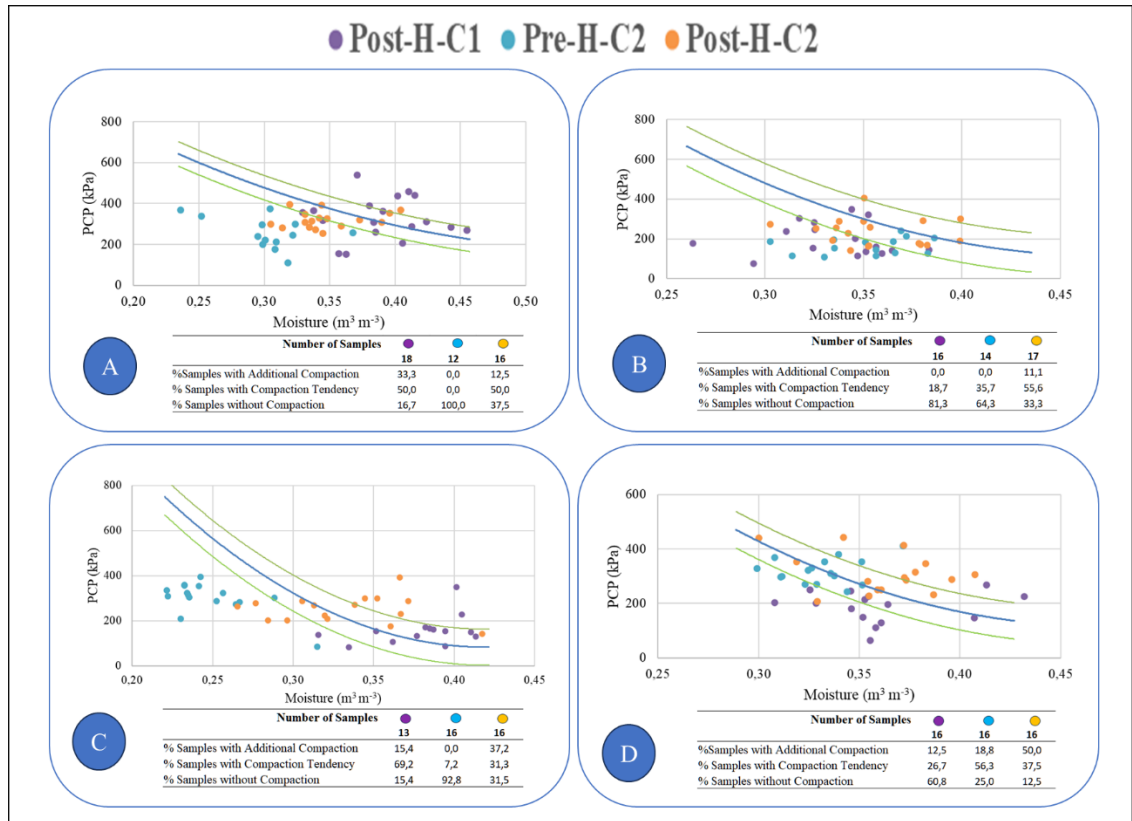 Post-H-C1 Pre-H-C2 Post-H-C2
PCP (kPa)
800
600
400
200
0
0,20 0,25 0,30 0,35 0,40 0,45 0,50
Moisture (m³ m⁻³)
A
Number of Samples
18 12 16
%Samples with Additional Compaction 33,3 0,0 12,5
%Samples with Compaction Tendency 50,0 0,0 50,0
% Samples without Compaction 16,7 100,0 37,5
PCP (kPa)
800
600
400
200
0
0,25 0,30 0,35 0,40 0,45
Moisture (m³ m⁻³)
B
Number of Samples
16 14 17
%Samples with Additional Compaction 0,0 0,0 11,1
%Samples with Compaction Tendency 18,7 35,7 55,6
% Samples without Compaction 81,3 64,3 33,3
PCP (kPa)
800
600
400
200
0
0,20 0,25 0,30 0,35 0,40 0,45
Moisture (m³ m⁻³)
C
Number of Samples
13 16 16
% Samples with Additional Compaction 15,4 0,0 37,2
% Samples with Compaction Tendency 69,2 7,2 31,3
% Samples without Compaction 15,4 92,8 31,5
PCP (kPa)
600
400
200
0
0,25 0,30 0,35 0,40 0,45
Moisture (m³ m⁻³)
D
Number of Samples
16 16 16
%Samples with Additional Compaction 12,5 18,8 50,0
% Samples with Compaction Tendency 26,7 56,3 37,5
% Samples without Compaction 60,8 25,0 12,5